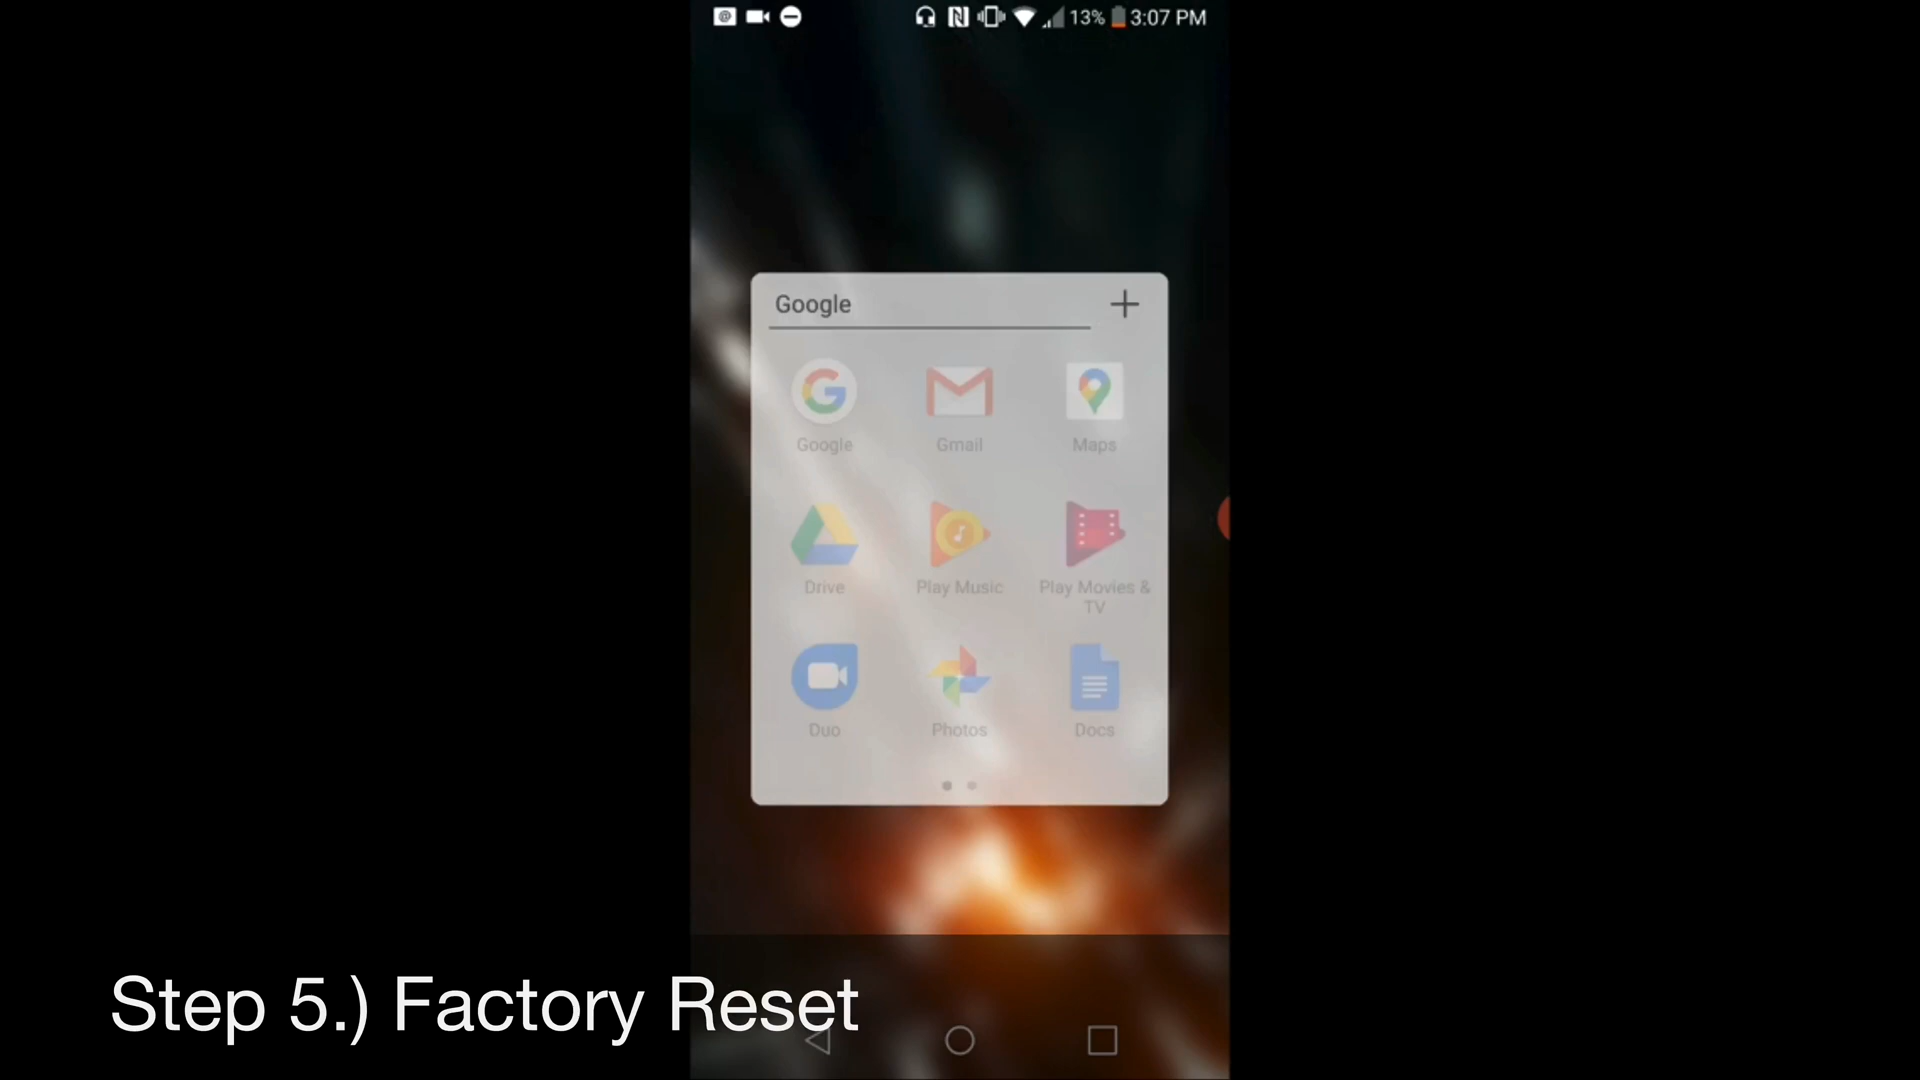 13% 3:07 PM
Google
Google Gmail Maps
Drive Play Music Play Movies & TV
Duo Photos Docs
Step 5.) Factory Reset